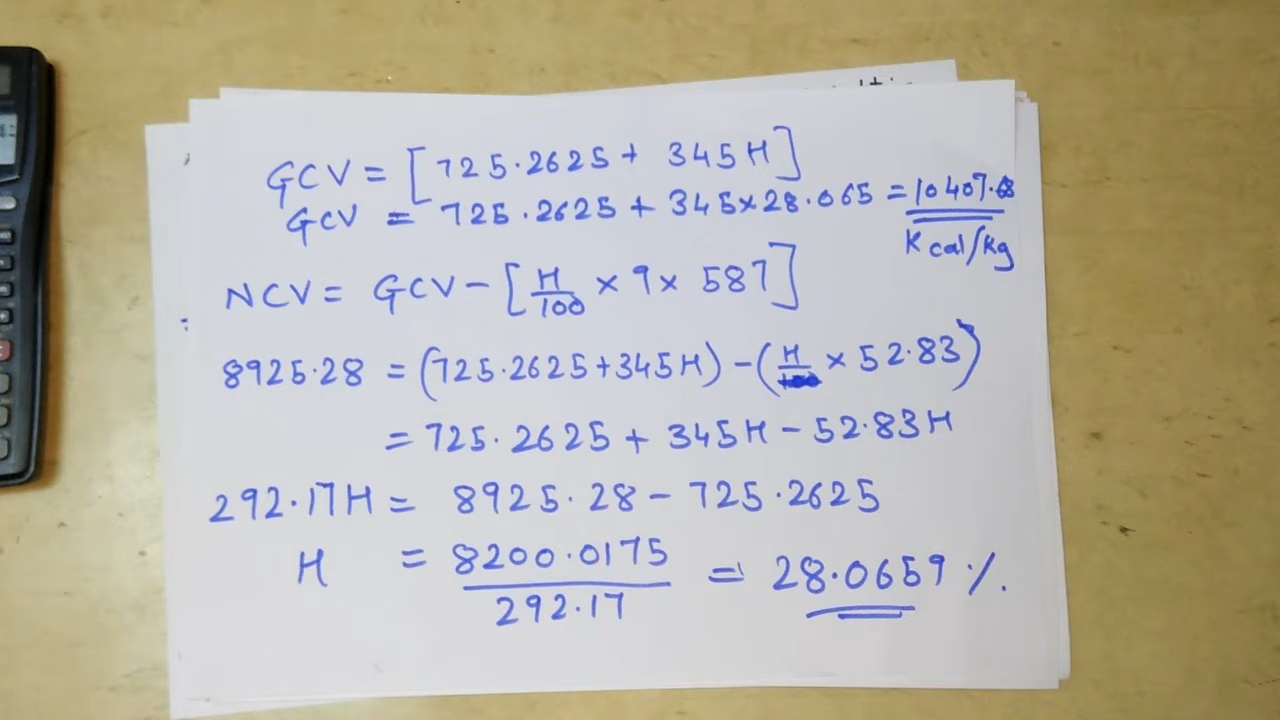 GCV = [725.2625 + 345H]
GCV = 725.2625 + 345×28.065 = 10407.68
Kcal/kg
NCV = GCV - [H/100 × 9 × 587]
8925.28 = (725.2625+345H) - (H/100 × 52.83)
= 725.2625 + 345H - 52.83H
292.17H = 8925.28 - 725.2625
H = 8200.0175/292.17 = 28.0659 %.